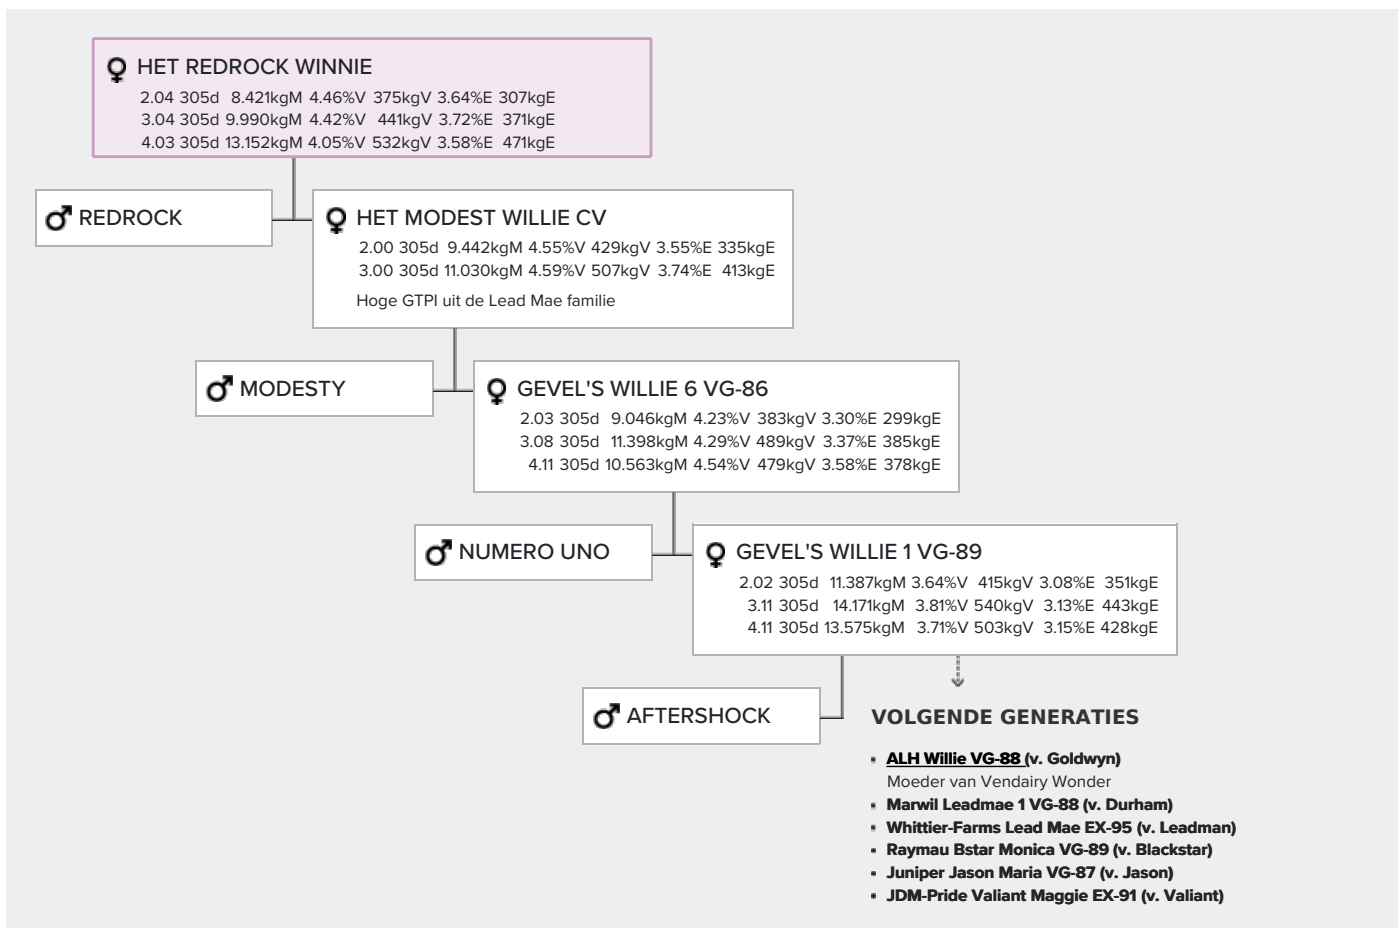 HET REDROCK WINNIE
2.04 305d 8.421kgM 4.46%V 375kgV 3.64%E 307kgE
3.04 305d 9.990kgM 4.42%V 441kgV 3.72%E 371kgE
4.03 305d 13.152kgM 4.05%V 532kgV 3.58%E 471kgE
REDROCK
HET MODEST WILLIE CV
2.00 305d 9.442kgM 4.55%V 429kgV 3.55%E 335kgE
3.00 305d 11.030kgM 4.59%V 507kgV 3.74%E 413kgE
Hoge GTPI uit de Lead Mae familie
MODESTY
GEVEL'S WILLIE 6 VG-86
2.03 305d 9.046kgM 4.23%V 383kgV 3.30%E 299kgE
3.08 305d 11.398kgM 4.29%V 489kgV 3.37%E 385kgE
4.11 305d 10.563kgM 4.54%V 479kgV 3.58%E 378kgE
NUMERO UNO
GEVEL'S WILLIE 1 VG-89
2.02 305d 11.387kgM 3.64%V 415kgV 3.08%E 351kgE
3.11 305d 14.171kgM 3.81%V 540kgV 3.13%E 443kgE
4.11 305d 13.575kgM 3.71%V 503kgV 3.15%E 428kgE
AFTERSHOCK
VOLGENDE GENERATIES
▪ ALH Willie VG-88 (v. Goldwyn)
Moeder van Vendairy Wonder
▪ Marwil Leadmae 1 VG-88 (v. Durham)
▪ Whittier-Farms Lead Mae EX-95 (v. Leadman)
▪ Raymau Bstar Monica VG-89 (v. Blackstar)
▪ Juniper Jason Maria VG-87 (v. Jason)
▪ JDM-Pride Valiant Maggie EX-91 (v. Valiant)